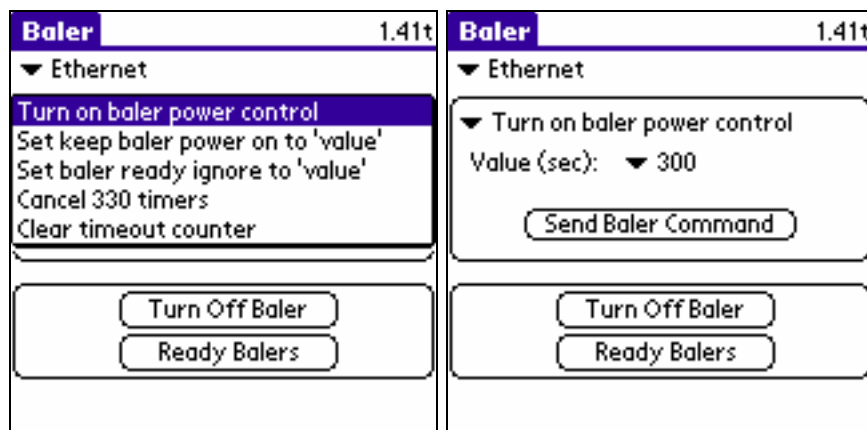 Baler 1.41t
Ethernet
Turn on baler power control
Set keep baler power on to 'value'
Set baler ready ignore to 'value'
Cancel 330 timers
Clear timeout counter
Turn Off Baler
Ready Balers
Baler 1.41t
Ethernet
Turn on baler power control
Value (sec): 300
Send Baler Command
Turn Off Baler
Ready Balers